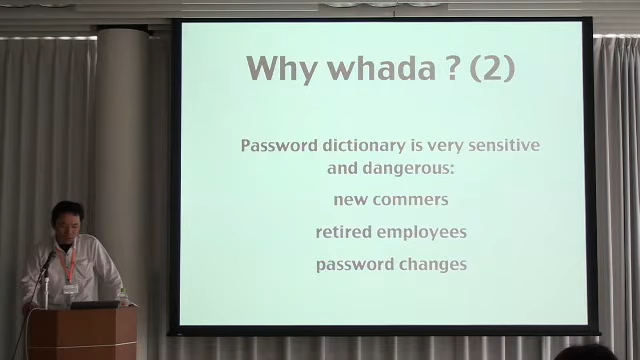 Why whada ? (2)
Password dictionary is very sensitive
and dangerous:
new commers
retired employees
password changes